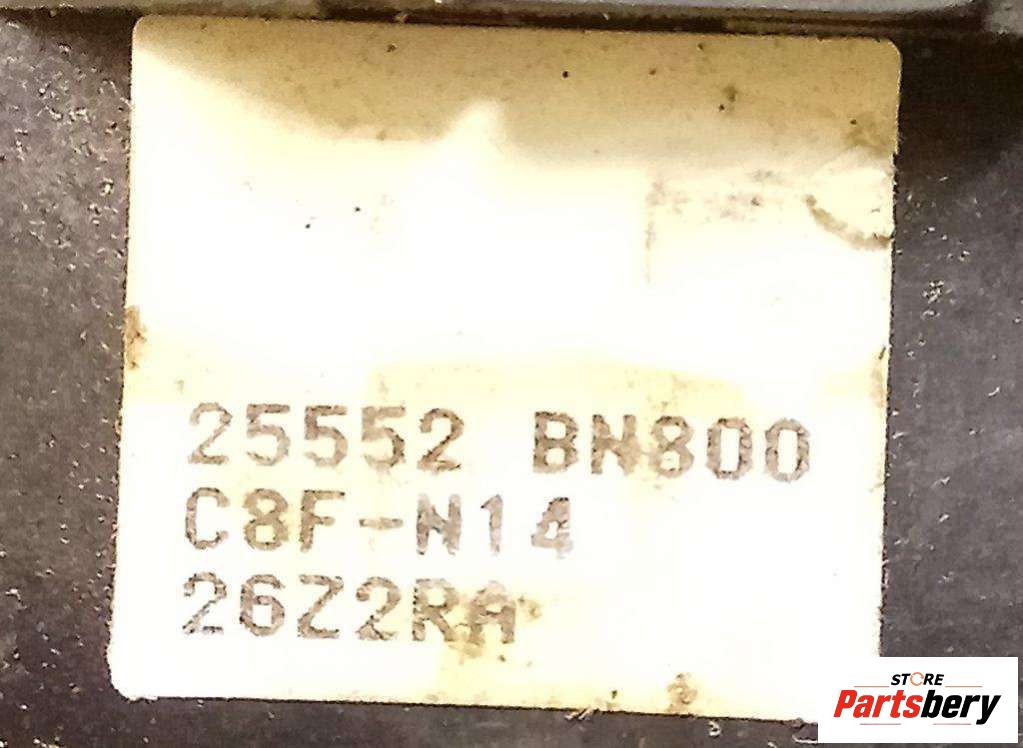 25552 BN800
C8F-N14
26Z2RA
STORE
Partsbery